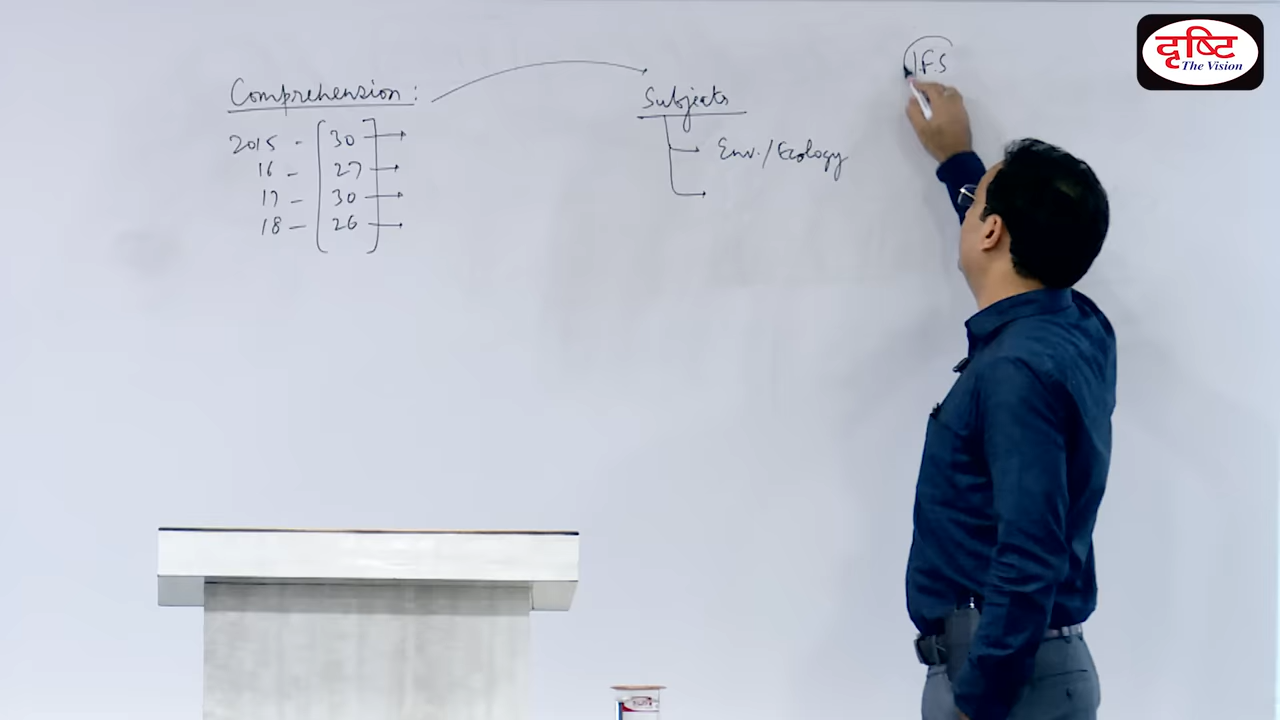 Comprehension :
2015 - 30
16 - 27
17 - 30
18 - 26
Subjects
Env. / Ecology
IFS
दृष्टि
The Vision